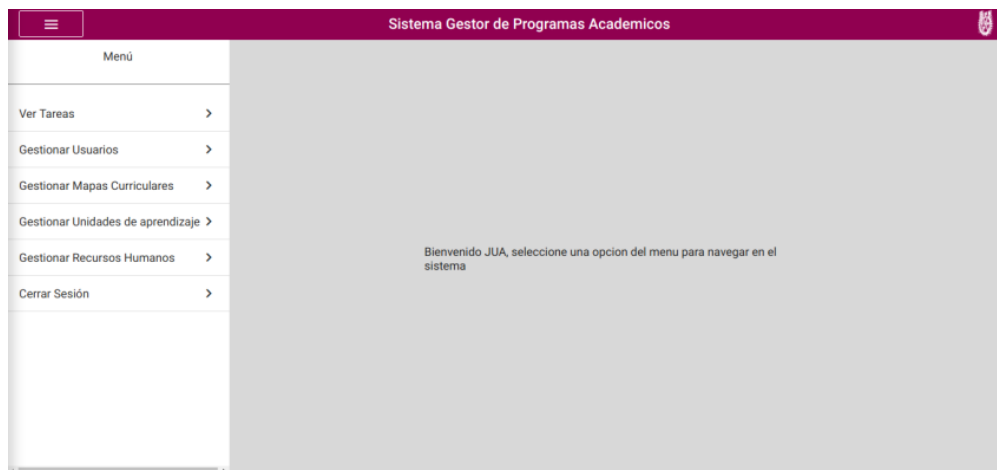 Sistema Gestor de Programas Academicos
Menú
Ver Tareas
Gestionar Usuarios
Gestionar Mapas Curriculares
Gestionar Unidades de aprendizaje
Gestionar Recursos Humanos
Cerrar Sesión
Bienvenido JUA, seleccione una opcion del menu para navegar en el
sistema